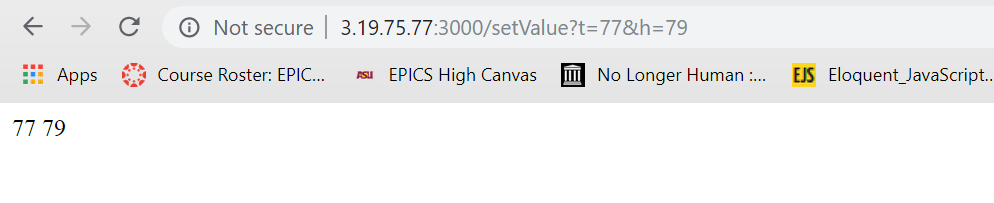 Not secure | 3.19.75.77:3000/setValue?t=77&h=79
Apps Course Roster: EPIC... ASU EPICS High Canvas No Longer Human :... EJS Eloquent_JavaScript...
77 79